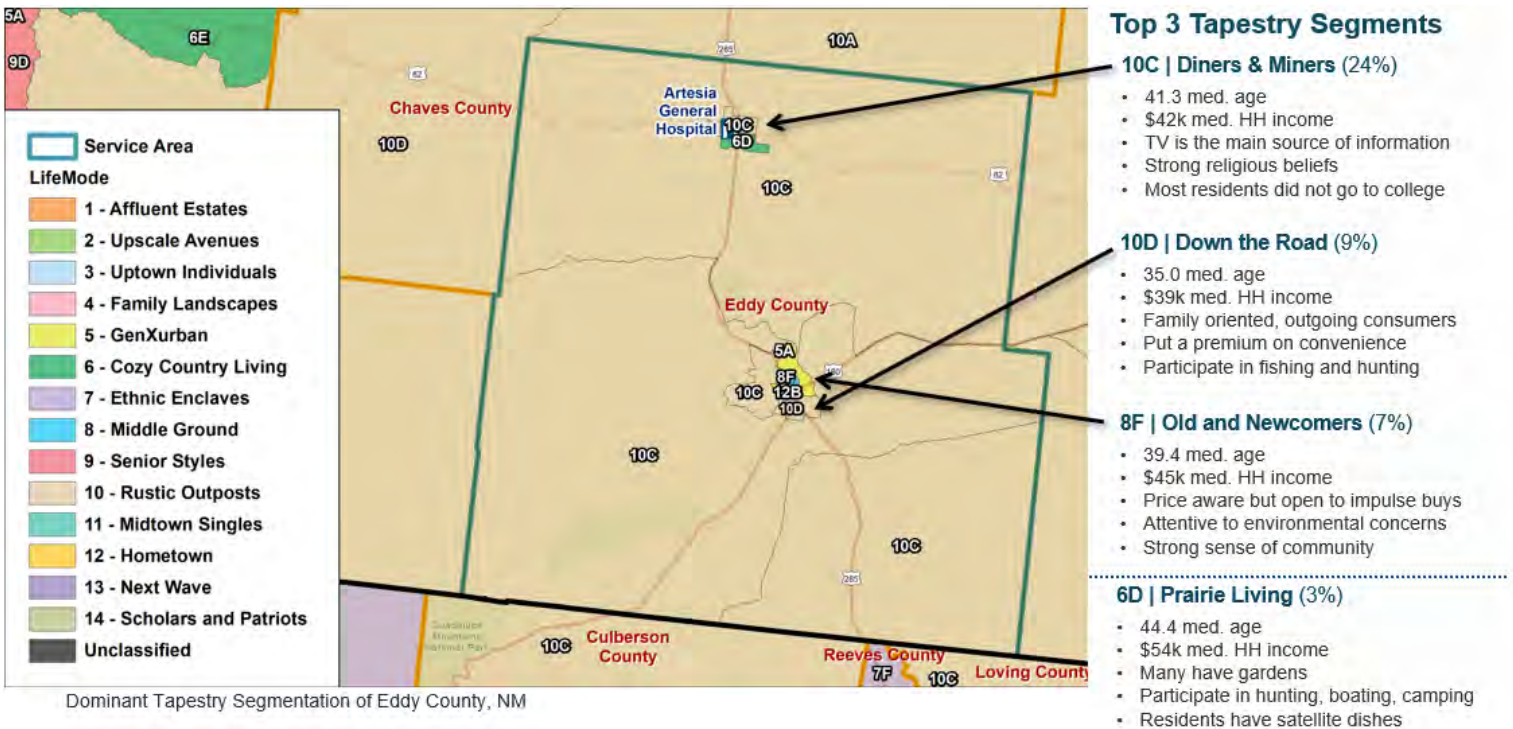 5A
6E
9D
10A
285
82
Chaves County
10D
Artesia
General
Hospital
10C
6D
10C
82
Eddy County
5A
8F
180
10C
12B
10D
10C
10C
285
Culberson
County
10C
Reeves County
7F
10C
Loving County
Service Area
LifeMode
1 - Affluent Estates
2 - Upscale Avenues
3 - Uptown Individuals
4 - Family Landscapes
5 - GenXurban
6 - Cozy Country Living
7 - Ethnic Enclaves
8 - Middle Ground
9 - Senior Styles
10 - Rustic Outposts
11 - Midtown Singles
12 - Hometown
13 - Next Wave
14 - Scholars and Patriots
Unclassified
Dominant Tapestry Segmentation of Eddy County, NM
Top 3 Tapestry Segments
10C | Diners & Miners (24%)
• 41.3 med. age
• $42k med. HH income
• TV is the main source of information
• Strong religious beliefs
• Most residents did not go to college
10D | Down the Road (9%)
• 35.0 med. age
• $39k med. HH income
• Family oriented, outgoing consumers
• Put a premium on convenience
• Participate in fishing and hunting
8F | Old and Newcomers (7%)
• 39.4 med. age
• $45k med. HH income
• Price aware but open to impulse buys
• Attentive to environmental concerns
• Strong sense of community
6D | Prairie Living (3%)
• 44.4 med. age
• $54k med. HH income
• Many have gardens
• Participate in hunting, boating, camping
• Residents have satellite dishes